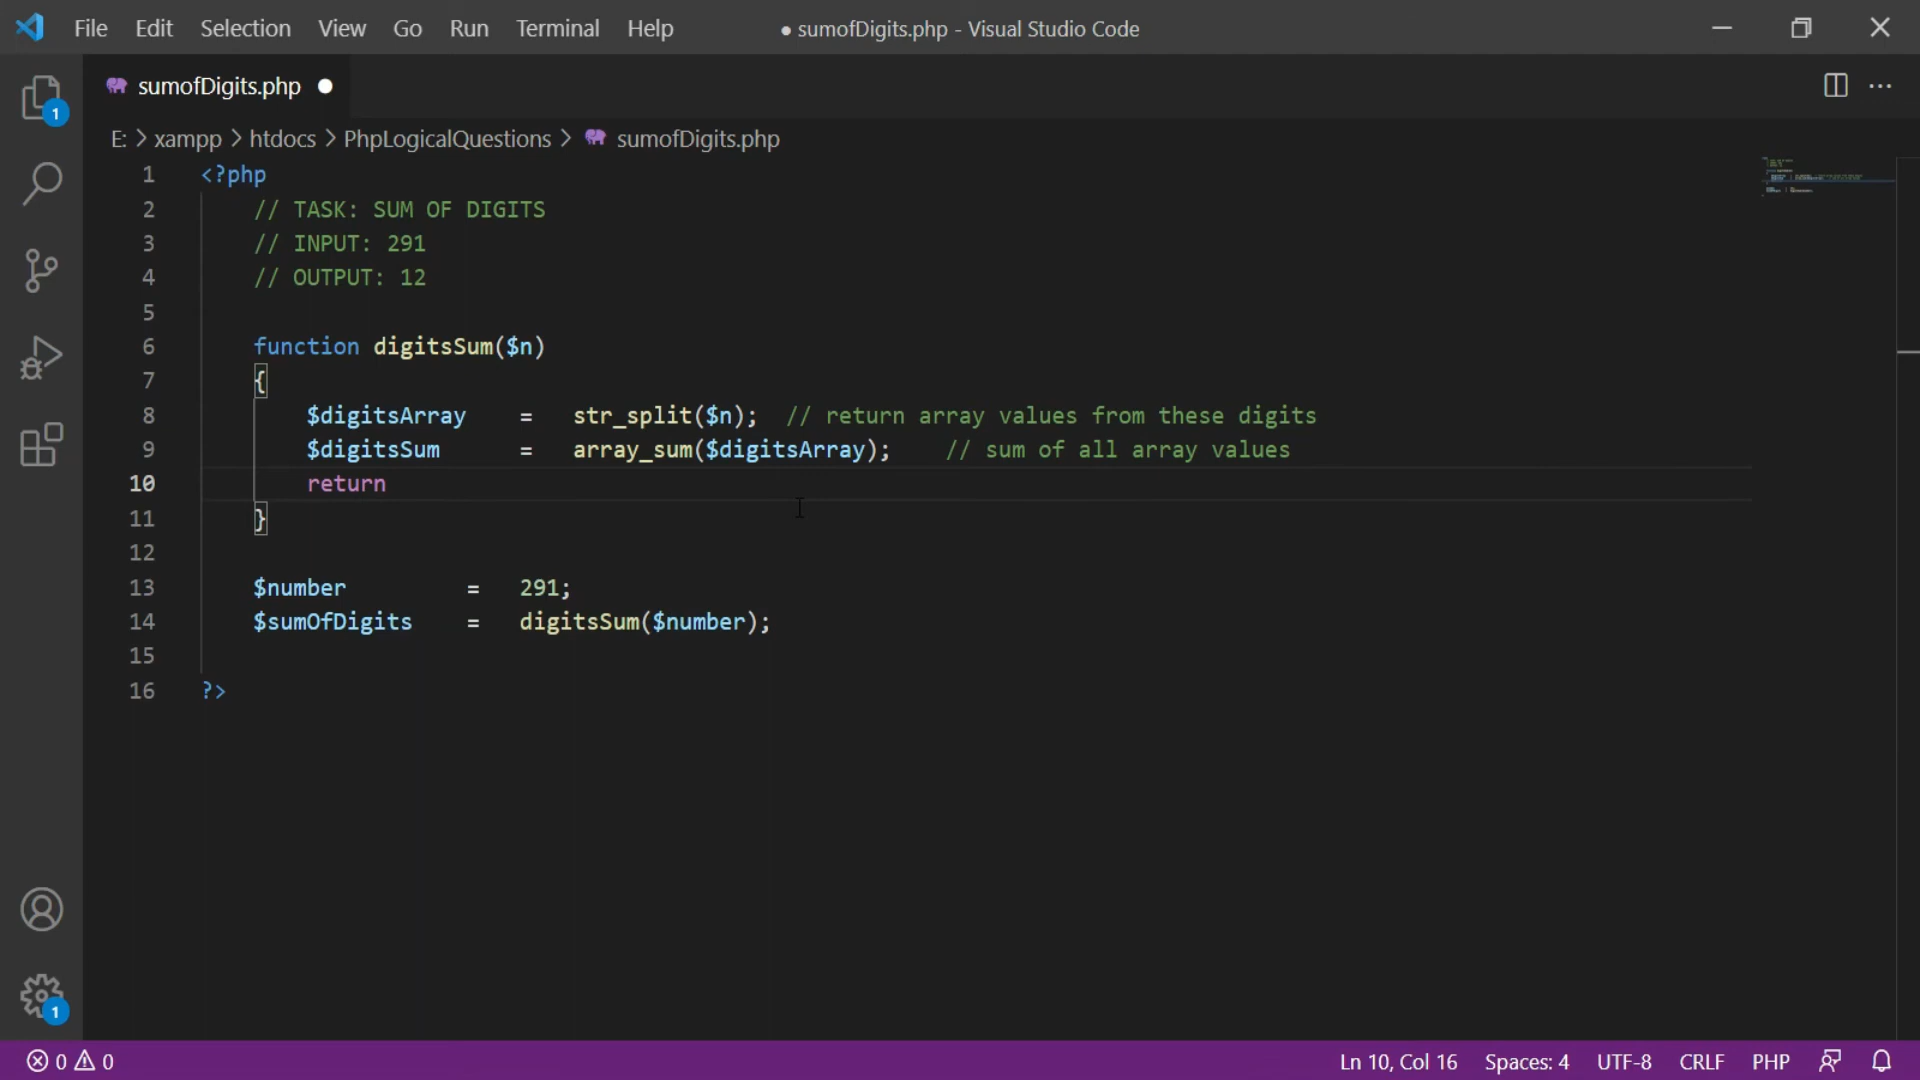 File Edit Selection View Go Run Terminal Help ● sumofDigits.php - Visual Studio Code
sumofDigits.php ●
E: > xampp > htdocs > PhpLogicalQuestions > sumofDigits.php
1 <?php
2 // TASK: SUM OF DIGITS
3 // INPUT: 291
4 // OUTPUT: 12
5
6 function digitsSum($n)
7 {
8 $digitsArray = str_split($n); // return array values from these digits
9 $digitsSum = array_sum($digitsArray); // sum of all array values
10 return
11 }
12
13 $number = 291;
14 $sumOfDigits = digitsSum($number);
15
16 ?>
1
1
0 0 Ln 10, Col 16 Spaces: 4 UTF-8 CRLF PHP